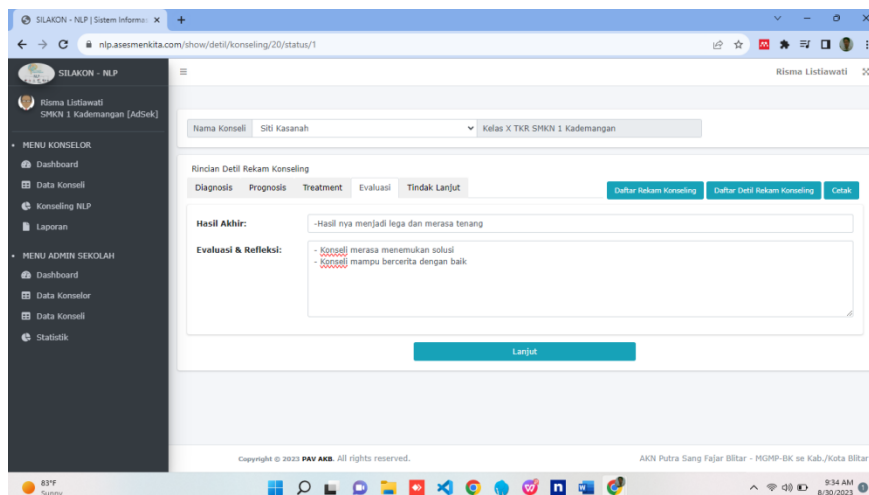 SILAKON - NLP | Sistem Informa
nlp.asesmenkita.com/show/detil/konseling/20/status/1
SILAKON - NLP
Risma Listiawati
Risma Listiawati
SMKN 1 Kademangan [AdSek]
MENU KONSELOR
Dashboard
Data Konseli
Konseling NLP
Laporan
MENU ADMIN SEKOLAH
Dashboard
Data Konselor
Data Konseli
Statistik
Nama Konseli Siti Kasanah Kelas X TKR SMKN 1 Kademangan
Rincian Detil Rekam Konseling
Diagnosis Prognosis Treatment Evaluasi Tindak Lanjut
Daftar Rekam Konseling Daftar Detil Rekam Konseling Cetak
Hasil Akhir: -Hasil nya menjadi lega dan merasa tenang
Evaluasi & Refleksi: - Konseli merasa menemukan solusi
- Konseli mampu bercerita dengan baik
Lanjut
Copyright © 2023 PAV AKB. All rights reserved.
AKN Putra Sang Fajar Blitar - MGMP-BK se Kab./Kota Blitar
83°F
Sunny
9:34 AM
8/30/2023